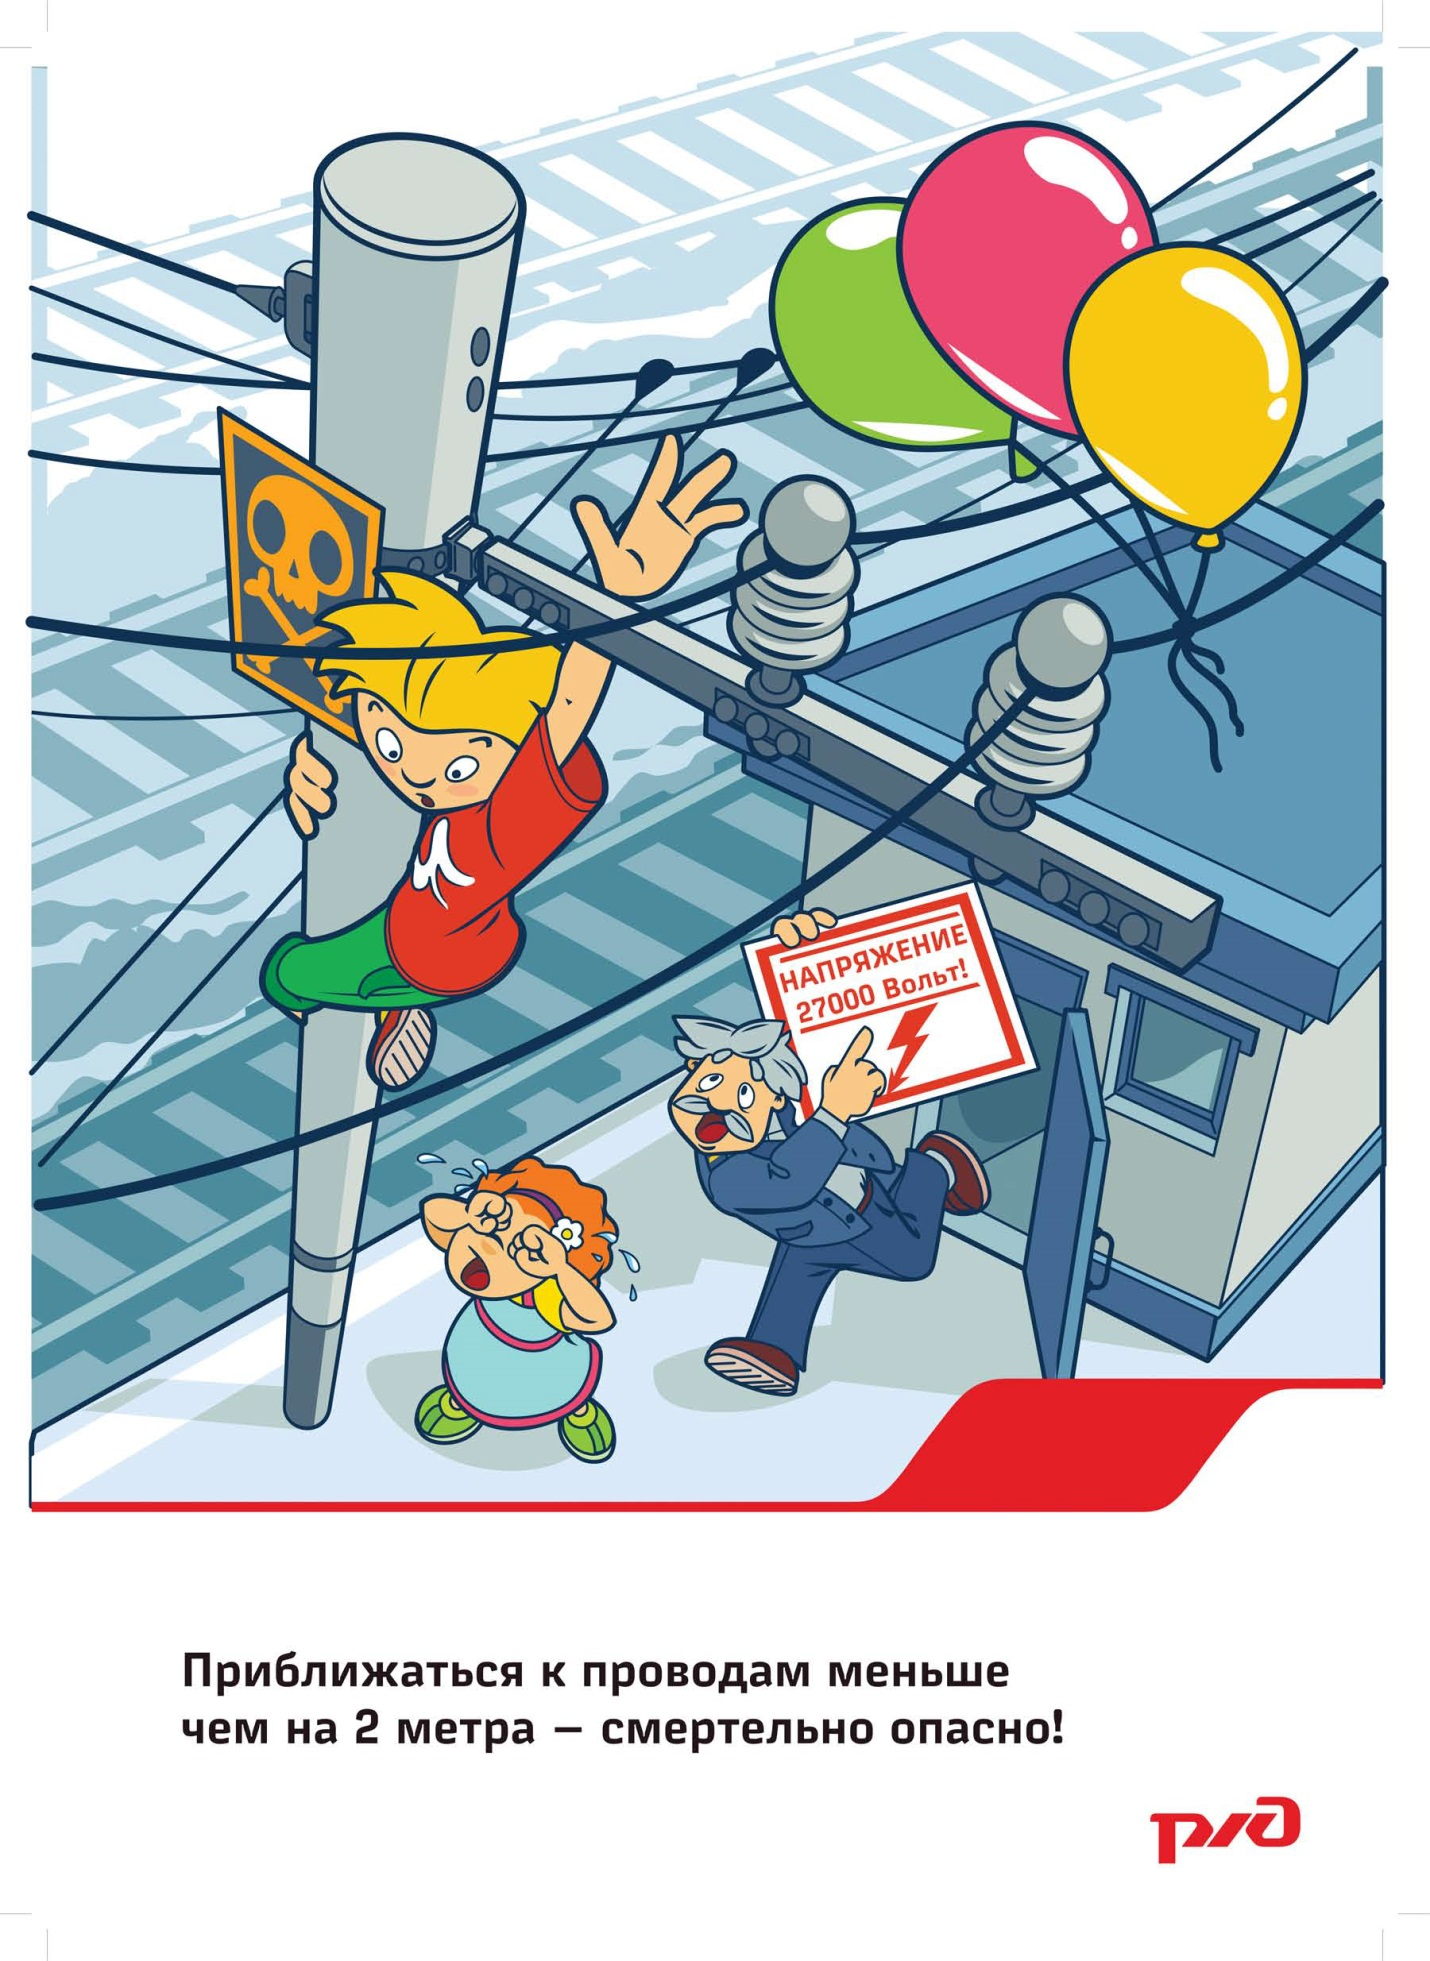 НАПРЯЖЕНИЕ
27000 Вольт!
Приближаться к проводам меньше
чем на 2 метра – смертельно опасно!
ржд